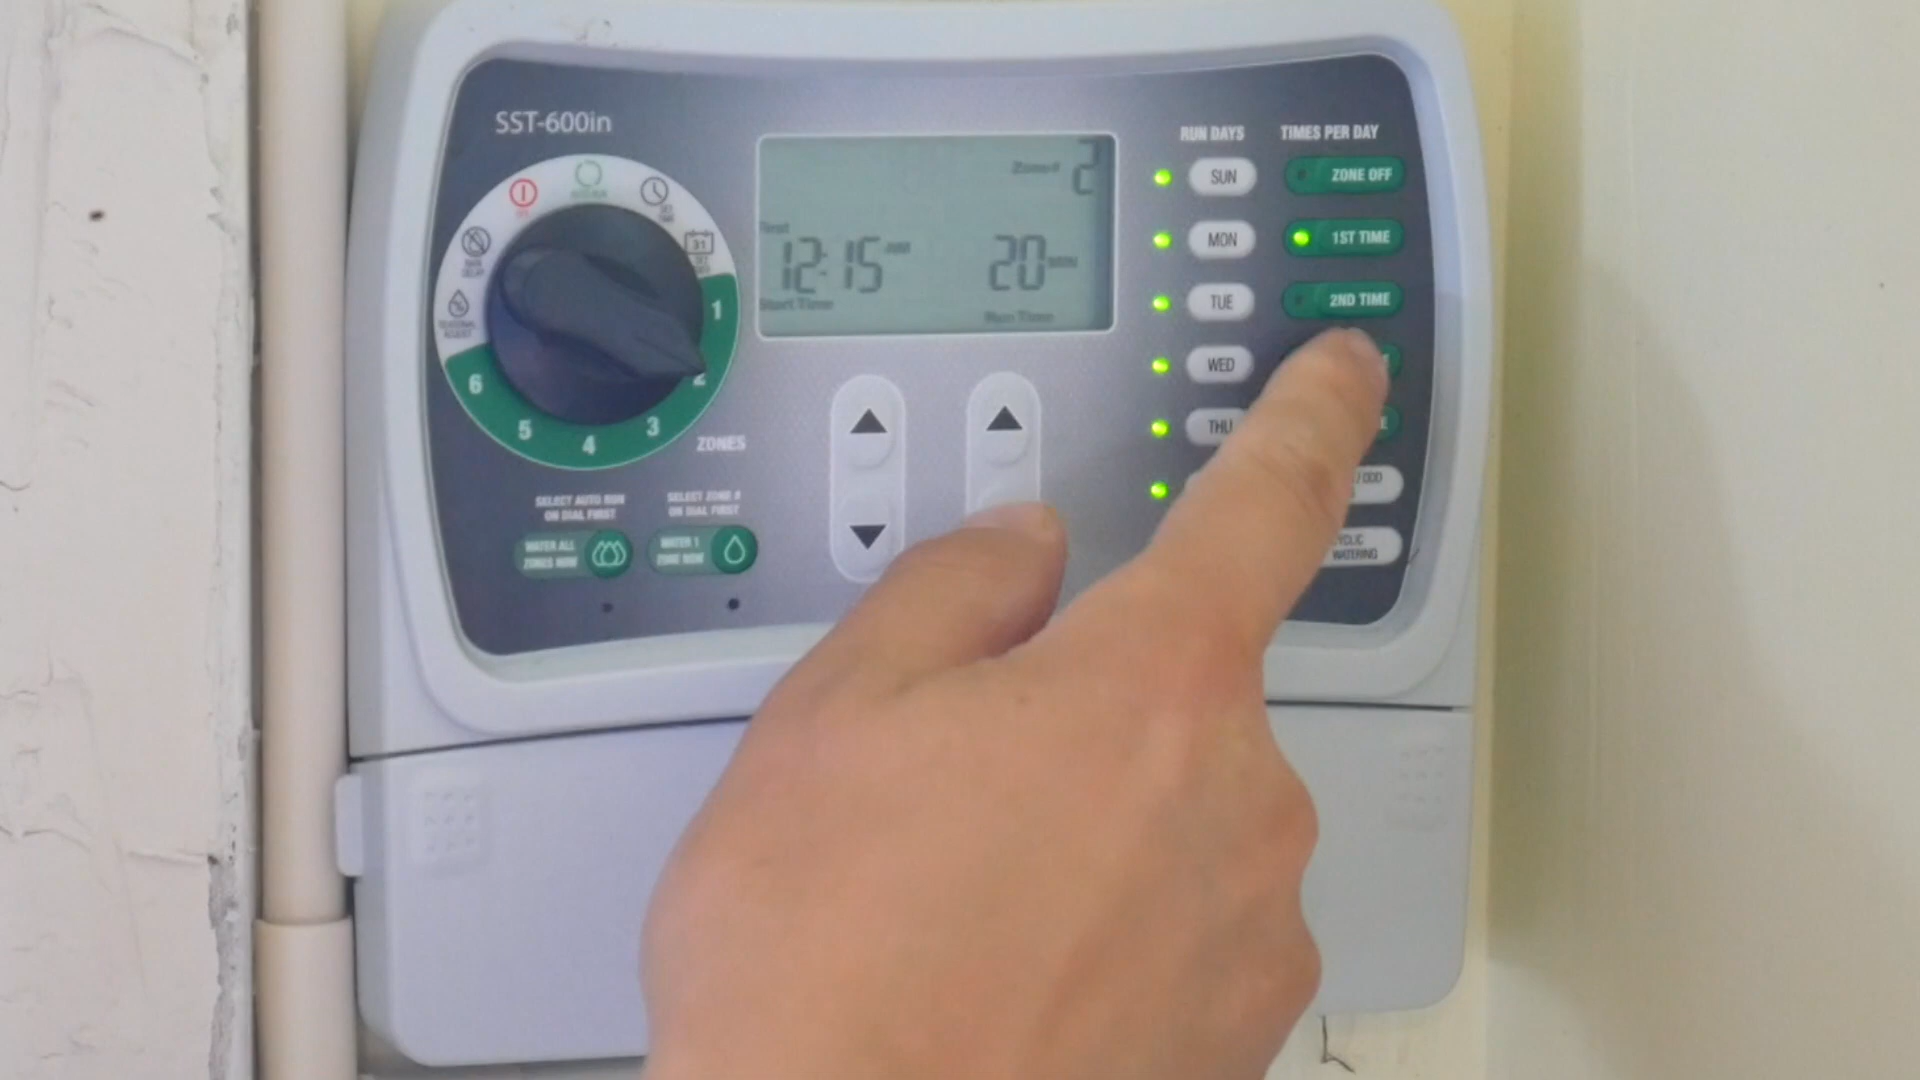 SST-600in
RUN DAYS
TIMES PER DAY
Zone# 2
SUN
ZONE OFF
MON
1ST TIME
12:15 AM
20 MIN
Start Time
Run Time
TUE
2ND TIME
31
1
2
3
4
5
6
WED
THU
ZONES
SELECT AUTO RUN
ON DIAL FIRST
SELECT ZONE #
ON DIAL FIRST
WATER ALL
ZONES NOW
WATER 1
ZONE NOW
/ODD
WATERING